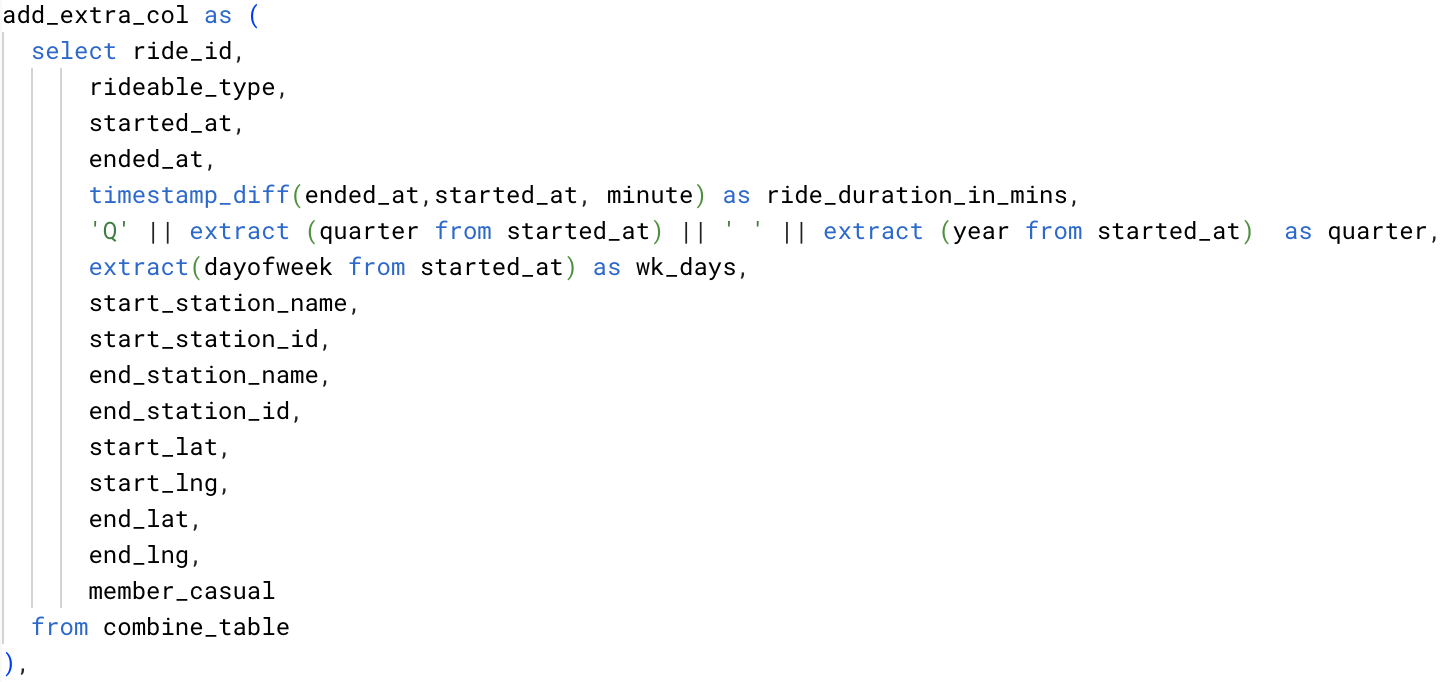 add_extra_col as (
select ride_id,
rideable_type,
started_at,
ended_at,
timestamp_diff(ended_at,started_at, minute) as ride_duration_in_mins,
'Q' || extract (quarter from started_at) || ' ' || extract (year from started_at)  as quarter,
extract(dayofweek from started_at) as wk_days,
start_station_name,
start_station_id,
end_station_name,
end_station_id,
start_lat,
start_lng,
end_lat,
end_lng,
member_casual
from combine_table
),